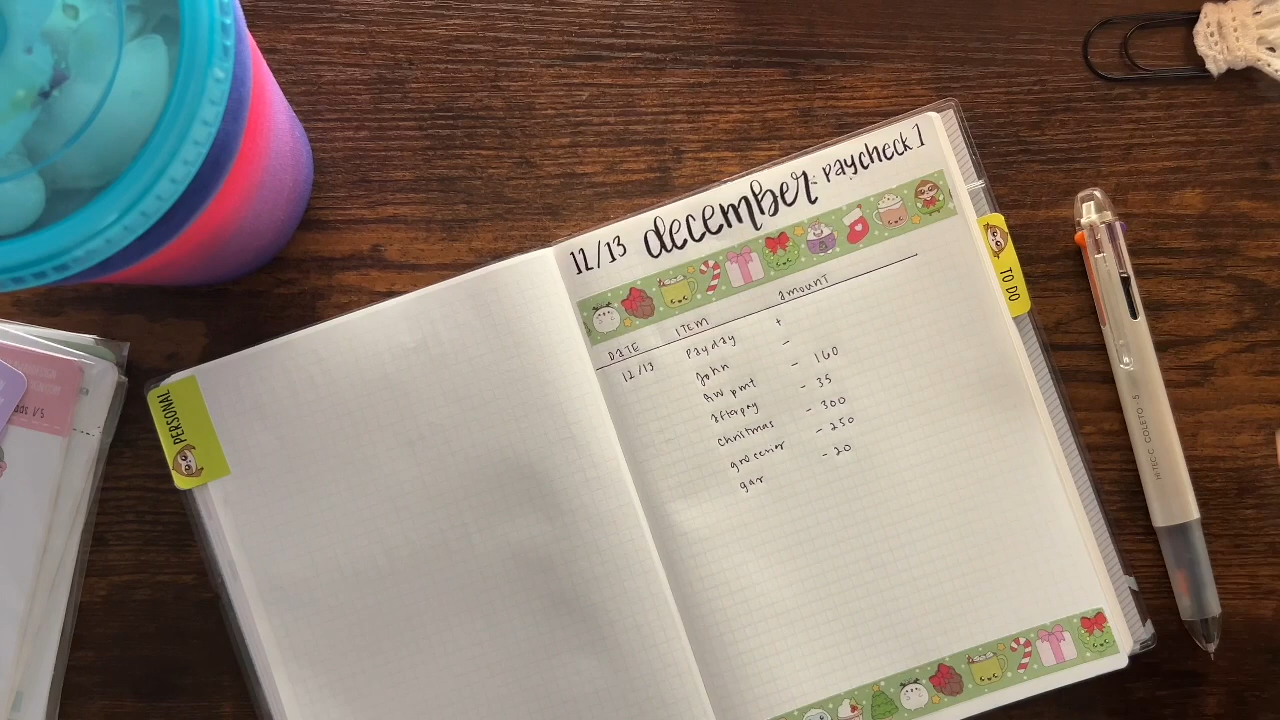 12/13 december: paycheck 1
DATE ITEM amount
12/13 Payday +
John -
AW pmt - 160
afterpay - 35
christmas - 300
groceries - 250
gas - 20
PERSONAL
TO DO
HI-TEC-C COLETO · 5